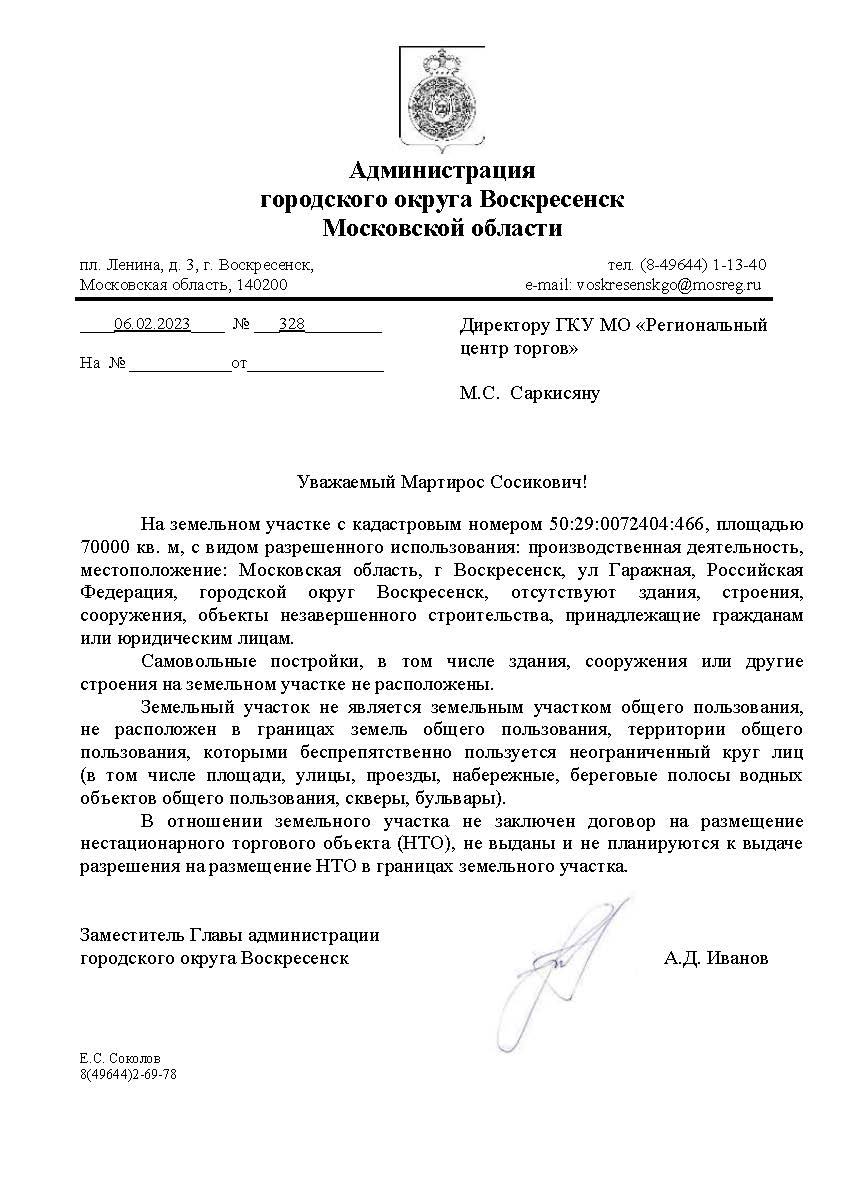 Администрация
городского округа Воскресенск
Московской области
пл. Ленина, д. 3, г. Воскресенск,
Московская область, 140200
тел. (8-49644) 1-13-40
e-mail: voskresenskgo@mosreg.ru
06.02.2023 № 328
На № ____________от________________
Директору ГКУ МО «Региональный
центр торгов»
М.С. Саркисяну
Уважаемый Мартирос Сосикович!
На земельном участке с кадастровым номером 50:29:0072404:466, площадью
70000 кв. м, с видом разрешенного использования: производственная деятельность,
местоположение: Московская область, г Воскресенск, ул Гаражная, Российская
Федерация, городской округ Воскресенск, отсутствуют здания, строения,
сооружения, объекты незавершенного строительства, принадлежащие гражданам
или юридическим лицам.
Самовольные постройки, в том числе здания, сооружения или другие
строения на земельном участке не расположены.
Земельный участок не является земельным участком общего пользования,
не расположен в границах земель общего пользования, территории общего
пользования, которыми беспрепятственно пользуется неограниченный круг лиц
(в том числе площади, улицы, проезды, набережные, береговые полосы водных
объектов общего пользования, скверы, бульвары).
В отношении земельного участка не заключен договор на размещение
нестационарного торгового объекта (НТО), не выданы и не планируются к выдаче
разрешения на размещение НТО в границах земельного участка.
Заместитель Главы администрации
городского округа Воскресенск
А.Д. Иванов
Е.С. Соколов
8(49644)2-69-78